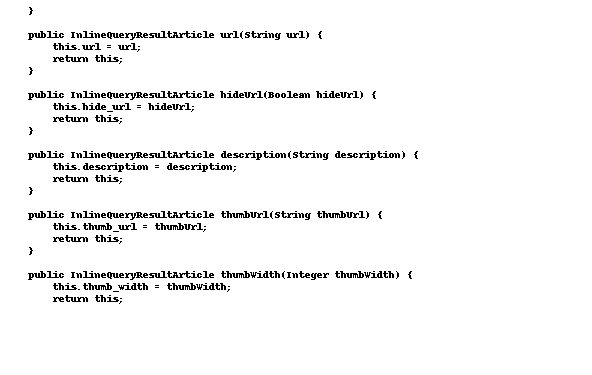 }

public InlineQueryResultArticle url(String url) {
    this.url = url;
    return this;
}

public InlineQueryResultArticle hideUrl(Boolean hideUrl) {
    this.hide_url = hideUrl;
    return this;
}

public InlineQueryResultArticle description(String description) {
    this.description = description;
    return this;
}

public InlineQueryResultArticle thumbUrl(String thumbUrl) {
    this.thumb_url = thumbUrl;
    return this;
}

public InlineQueryResultArticle thumbWidth(Integer thumbWidth) {
    this.thumb_width = thumbWidth;
    return this;